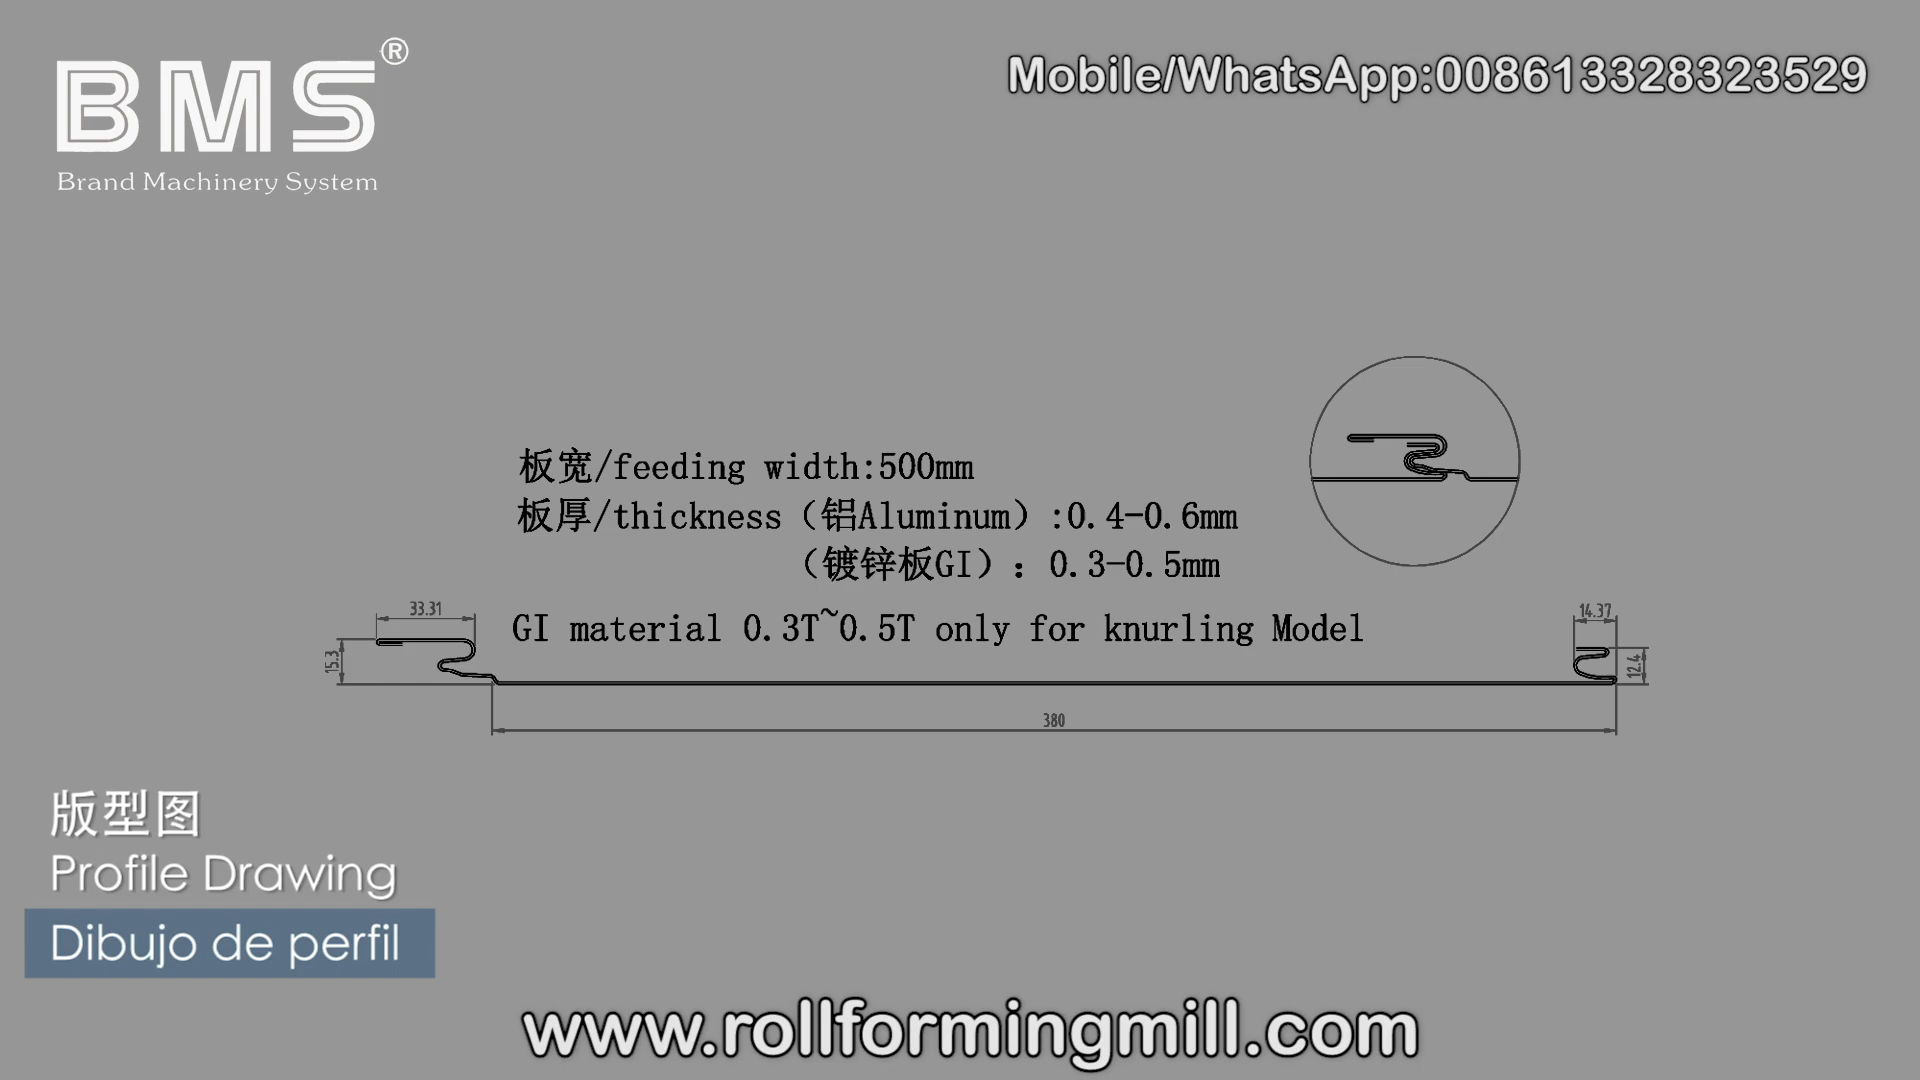 BMS®
Brand Machinery System
Mobile/WhatsApp:008613328323529
板宽/feeding width:500mm
板厚/thickness（铝Aluminum）:0.4-0.6mm
（镀锌板GI）：0.3-0.5mm
GI material 0.3T~0.5T only for knurling Model
33.31
15.3
14.37
12.4
380
版型图
Profile Drawing
Dibujo de perfil
www.rollformingmill.com